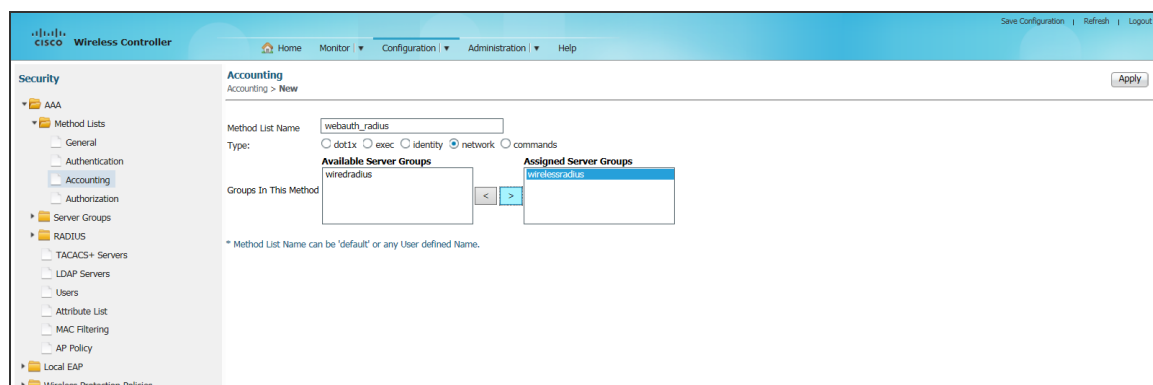 Save Configuration | Refresh | Logout
CISCO Wireless Controller
Home Monitor | ▼ Configuration | ▼ Administration | ▼ Help
Security
AAA
Method Lists
General
Authentication
Accounting
Authorization
Server Groups
RADIUS
TACACS+ Servers
LDAP Servers
Users
Attribute List
MAC Filtering
AP Policy
Local EAP
Wireless Protection Policies
Accounting
Accounting > New
Apply
Method List Name webauth_radius
Type: dot1x exec identity network commands
Available Server Groups Assigned Server Groups
wiredradius wirelessradius
Groups In This Method < >
* Method List Name can be 'default' or any User defined Name.